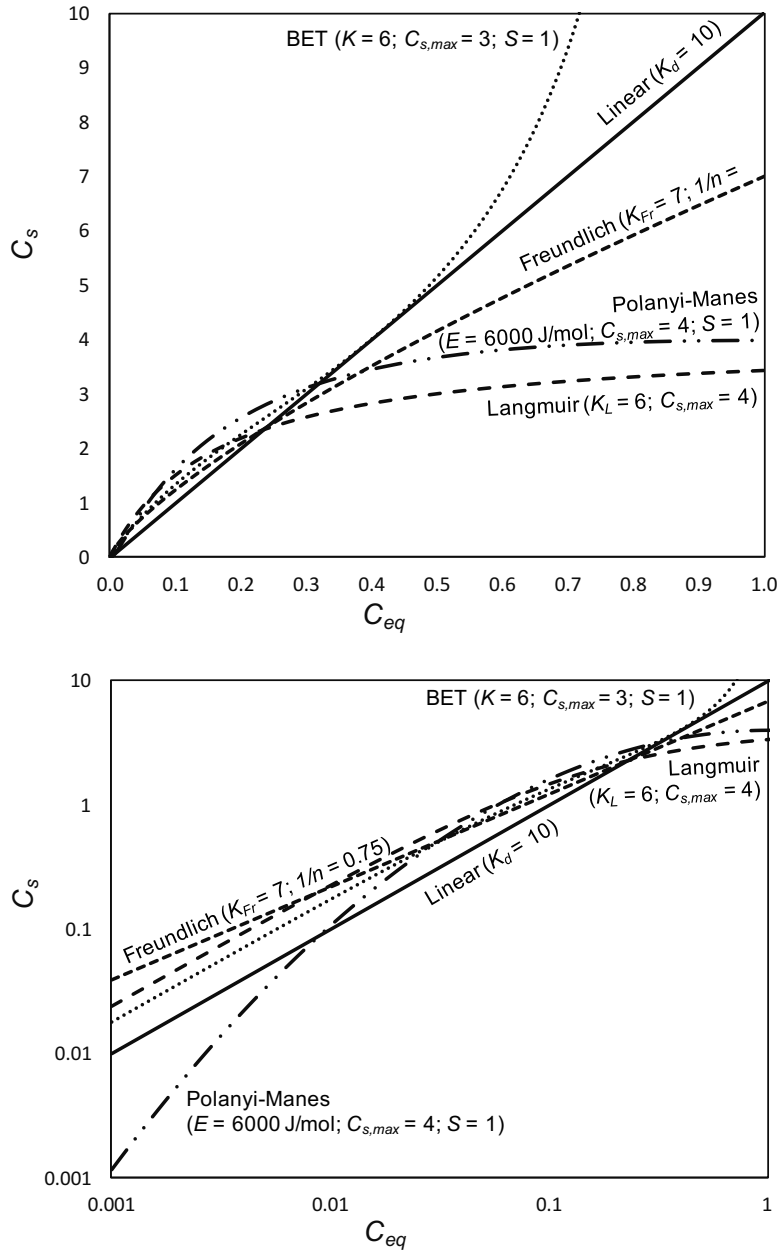 10
9
8
7
6
5
4
3
2
1
0
C_s
BET (K = 6; C_s,max = 3; S = 1)
Linear (K_d = 10)
Freundlich (K_Fr = 7; 1/n =
Polanyi-Manes
(E = 6000 J/mol; C_s,max = 4; S = 1)
Langmuir (K_L = 6; C_s,max = 4)
0.0 0.1 0.2 0.3 0.4 0.5 0.6 0.7 0.8 0.9 1.0
C_eq
10
1
0.1
0.01
0.001
C_s
BET (K = 6; C_s,max = 3; S = 1)
Langmuir
(K_L = 6; C_s,max = 4)
Freundlich (K_Fr = 7; 1/n = 0.75)
Linear (K_d = 10)
Polanyi-Manes
(E = 6000 J/mol; C_s,max = 4; S = 1)
0.001 0.01 0.1 1
C_eq